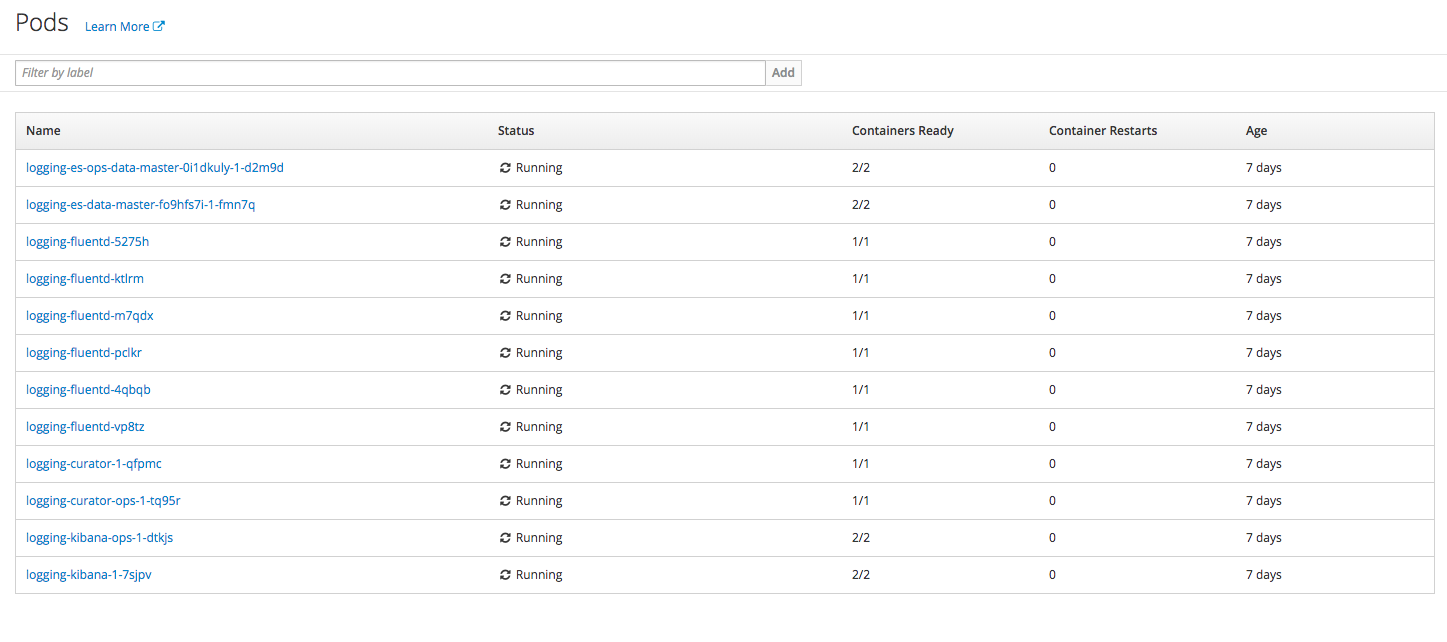 Pods Learn More
Filter by label Add
Name Status Containers Ready Container Restarts Age
logging-es-ops-data-master-0i1dkuly-1-d2m9d Running 2/2 0 7 days
logging-es-data-master-fo9hfs7i-1-fmn7q Running 2/2 0 7 days
logging-fluentd-5275h Running 1/1 0 7 days
logging-fluentd-ktlrm Running 1/1 0 7 days
logging-fluentd-m7qdx Running 1/1 0 7 days
logging-fluentd-pclkr Running 1/1 0 7 days
logging-fluentd-4qbqb Running 1/1 0 7 days
logging-fluentd-vp8tz Running 1/1 0 7 days
logging-curator-1-qfpmc Running 1/1 0 7 days
logging-curator-ops-1-tq95r Running 1/1 0 7 days
logging-kibana-ops-1-dtkjs Running 2/2 0 7 days
logging-kibana-1-7sjpv Running 2/2 0 7 days